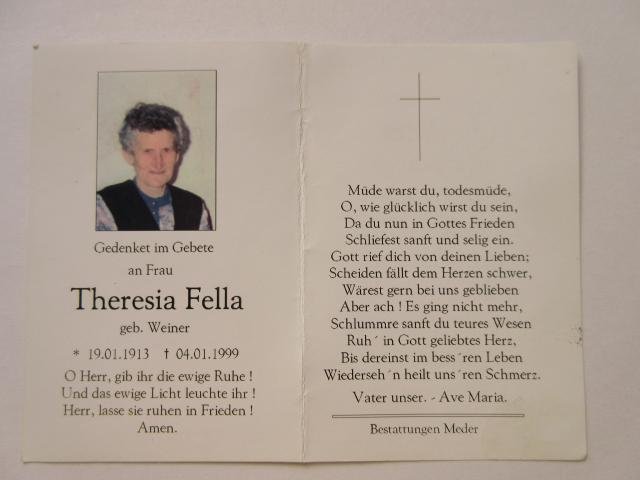 Gedenket im Gebete
an Frau
Theresia Fella
geb. Weiner
* 19.01.1913 † 04.01.1999
O Herr, gib ihr die ewige Ruhe !
Und das ewige Licht leuchte ihr !
Herr, lasse sie ruhen in Frieden !
Amen.
Müde warst du, todesmüde,
O, wie glücklich wirst du sein,
Da du nun in Gottes Frieden
Schliefest sanft und selig ein.
Gott rief dich von deinen Lieben;
Scheiden fällt dem Herzen schwer,
Wärest gern bei uns geblieben
Aber ach ! Es ging nicht mehr,
Schlummre sanft du teures Wesen
Ruh´ in Gott geliebtes Herz,
Bis dereinst im bess´ren Leben
Wiederseh´n heilt uns´ren Schmerz.
Vater unser. - Ave Maria.
Bestattungen Meder